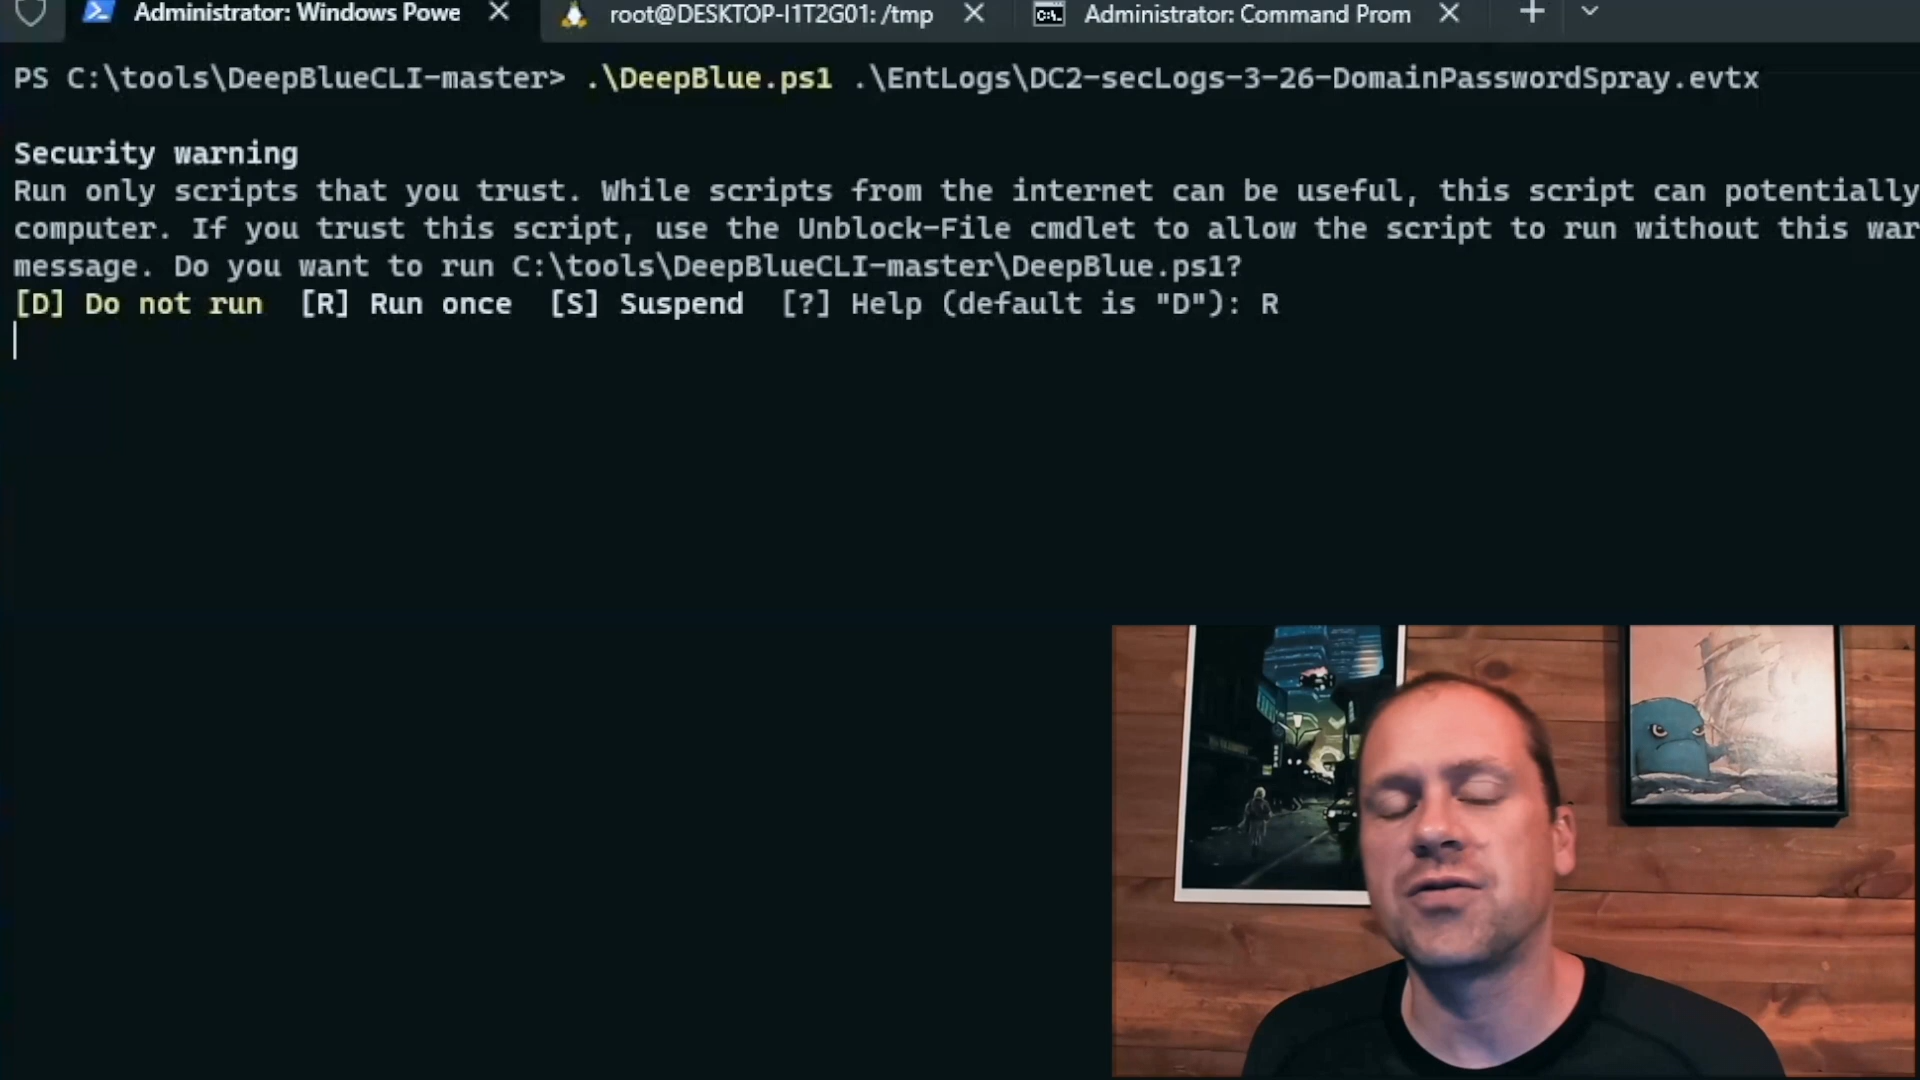 Administrator: Windows Powe
root@DESKTOP-I1T2G01: /tmp
Administrator: Command Prom
PS C:\tools\DeepBlueCLI-master> .\DeepBlue.ps1 .\EntLogs\DC2-secLogs-3-26-DomainPasswordSpray.evtx
Security warning
Run only scripts that you trust. While scripts from the internet can be useful, this script can potentially
computer. If you trust this script, use the Unblock-File cmdlet to allow the script to run without this war
message. Do you want to run C:\tools\DeepBlueCLI-master\DeepBlue.ps1?
[D] Do not run  [R] Run once  [S] Suspend  [?] Help (default is "D"): R